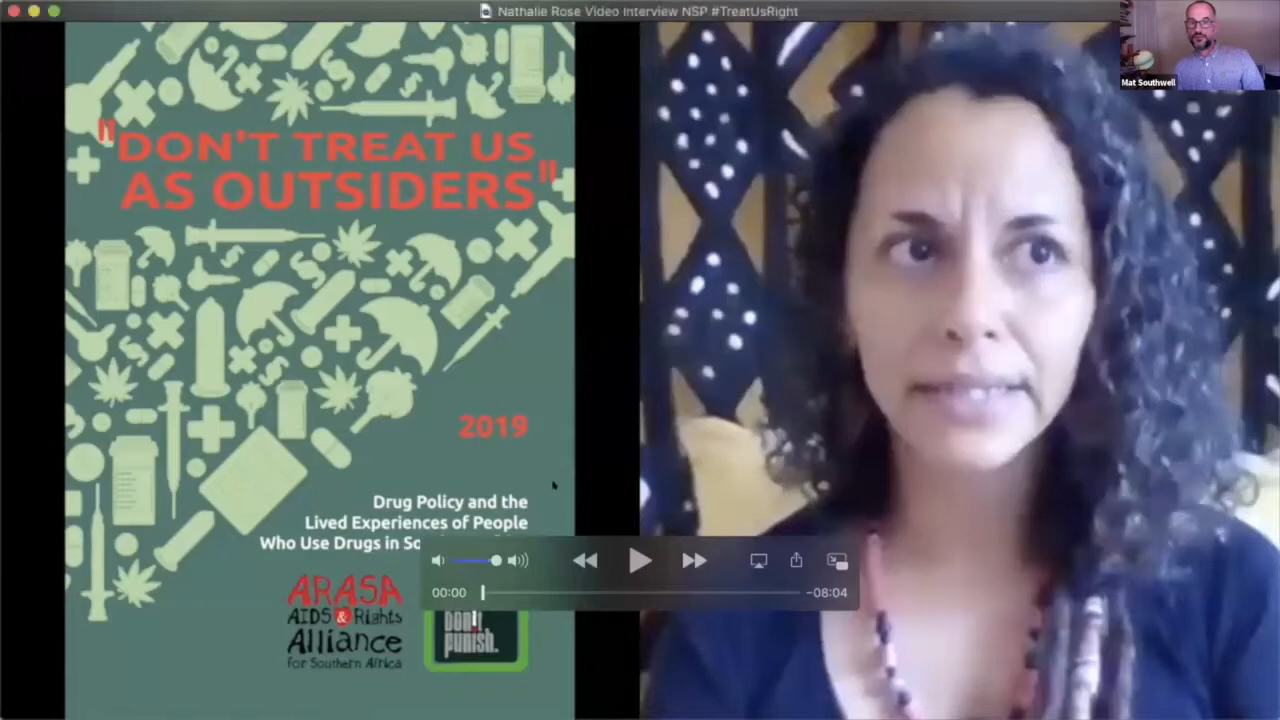 Nathalie Rose Video Interview NSP #TreatUsRight
Mat Southwell
"DON'T TREAT US
AS OUTSIDERS"
2019
Drug Policy and the
Lived Experiences of People
Who Use Drugs in
ARASA
AIDS & Rights
Alliance
for Southern Africa
don't
punish.
00:00
-08:04